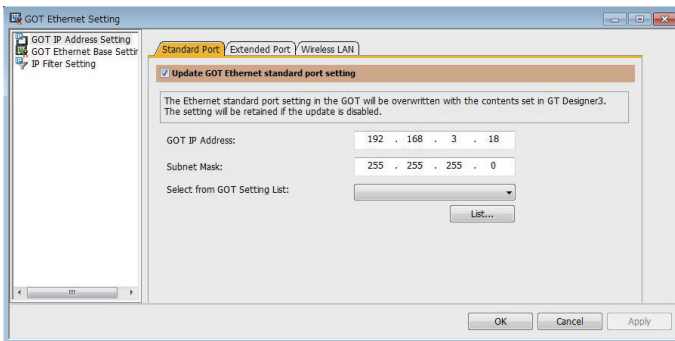 GOT Ethernet Setting
GOT IP Address Setting
GOT Ethernet Base Settir
IP Filter Setting
Standard Port Extended Port Wireless LAN
Update GOT Ethernet standard port setting
The Ethernet standard port setting in the GOT will be overwritten with the contents set in GT Designer3.
The setting will be retained if the update is disabled.
GOT IP Address: 192 . 168 . 3 . 18
Subnet Mask: 255 . 255 . 255 . 0
Select from GOT Setting List:
List...
OK Cancel Apply